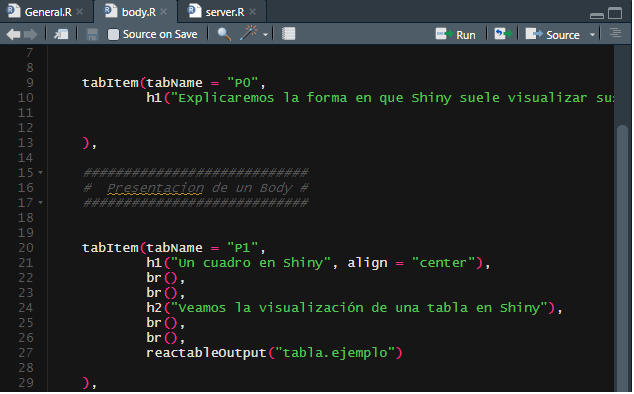 General.R × body.R × server.R ×
Source on Save Run Source
7
8
9 tabItem(tabName = "P0",
10 h1("Explicaremos la forma en que Shiny suele visualizar su
11
12
13 ),
14
15 ############################
16 # Presentacion de un Body #
17 ############################
18
19
20 tabItem(tabName = "P1",
21 h1("Un cuadro en Shiny", align = "center"),
22 br(),
23 br(),
24 h2("Veamos la visualización de una tabla en Shiny"),
25 br(),
26 br(),
27 reactableOutput("tabla.ejemplo")
28
29 ),